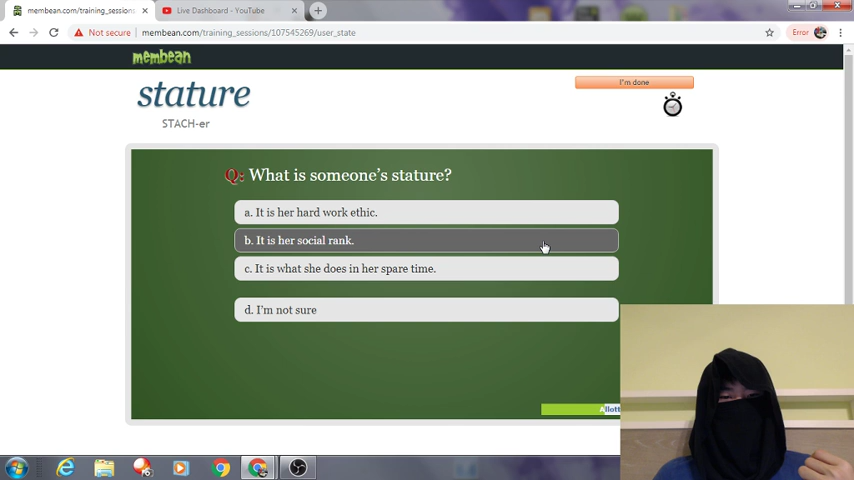 membean.com/training_sessions
Live Dashboard - YouTube
Not secure | membean.com/training_sessions/107545269/user_state
Error
membean
stature
I'm done
STACH-er
Q: What is someone's stature?
a. It is her hard work ethic.
b. It is her social rank.
c. It is what she does in her spare time.
d. I'm not sure
Allott